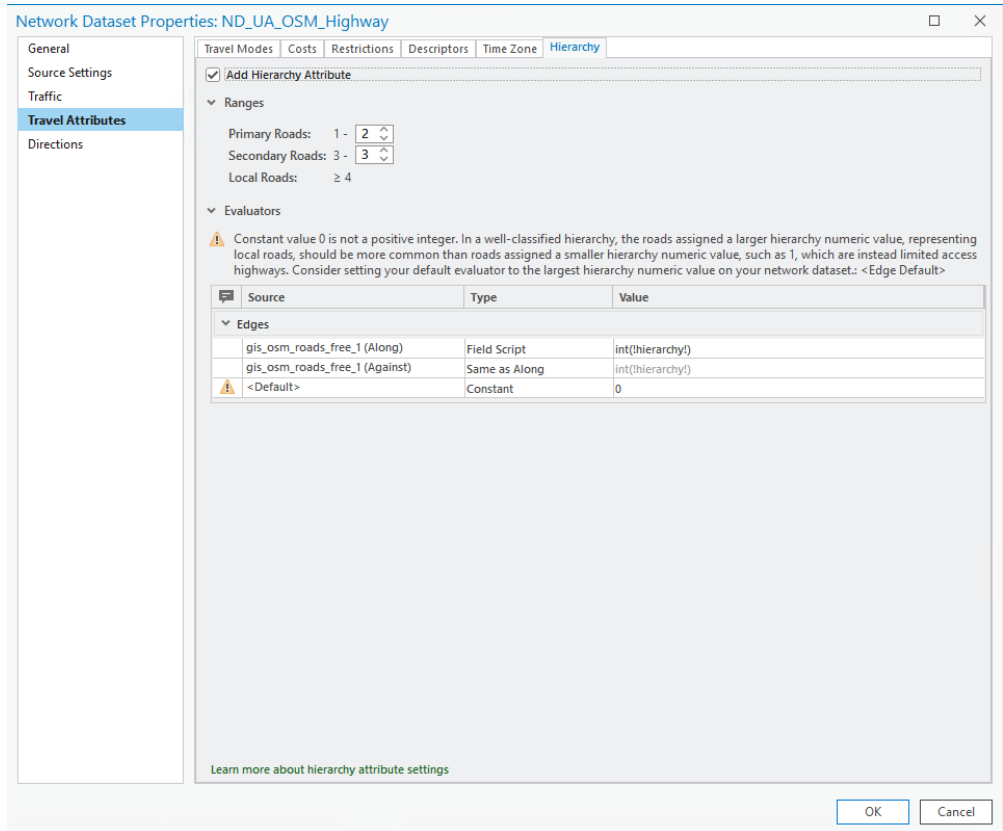 Network Dataset Properties: ND_UA_OSM_Highway
General
Source Settings
Traffic
Travel Attributes
Directions
Travel Modes Costs Restrictions Descriptors Time Zone Hierarchy
Add Hierarchy Attribute
Ranges
Primary Roads: 1 - 2
Secondary Roads: 3 - 3
Local Roads: ≥ 4
Evaluators
Constant value 0 is not a positive integer. In a well-classified hierarchy, the roads assigned a larger hierarchy numeric value, representing
local roads, should be more common than roads assigned a smaller hierarchy numeric value, such as 1, which are instead limited access
highways. Consider setting your default evaluator to the largest hierarchy numeric value on your network dataset.: <Edge Default>
Source Type Value
Edges
gis_osm_roads_free_1 (Along) Field Script int(!hierarchy!)
gis_osm_roads_free_1 (Against) Same as Along int(!hierarchy!)
<Default> Constant 0
Learn more about hierarchy attribute settings
OK Cancel